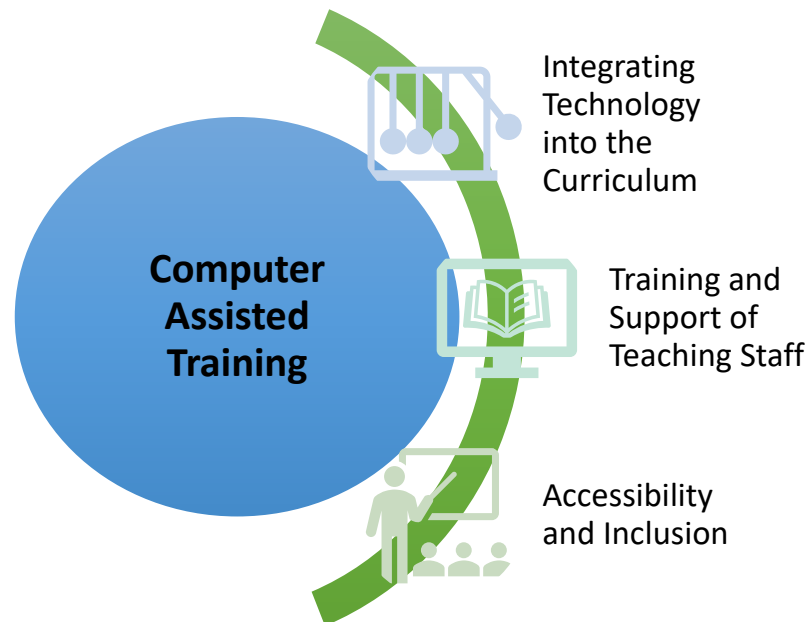 Computer
Assisted
Training
Integrating
Technology
into the
Curriculum
Training and
Support of
Teaching Staff
Accessibility
and Inclusion